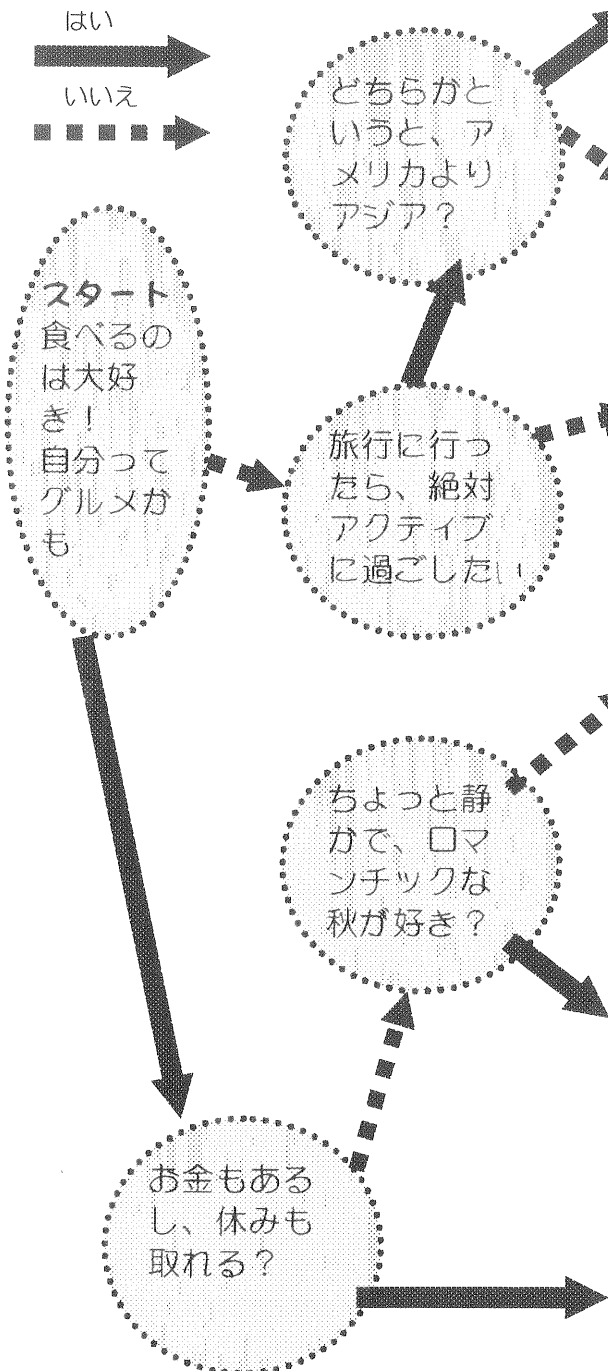 はい
いいえ
どちらかと
いうと、ア
メリカより
アジア?
スタート
食べるの
は大好
き!
自分って
グルメか
も
旅行に行っ
たら、絶対
アクティブ
に過ごしたい
ちょっと静
かで、ロマ
ンチックな
秋が好き?
お金もある
し、休みも
取れる?